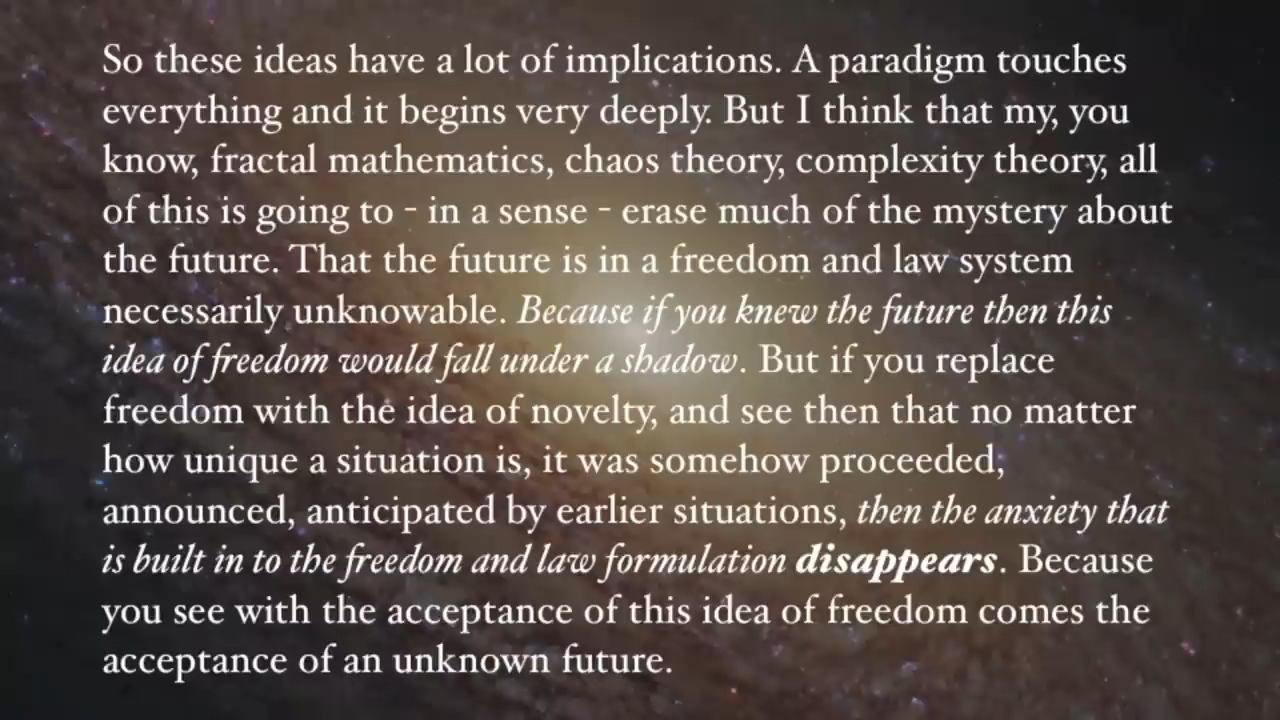 So these ideas have a lot of implications. A paradigm touches
everything and it begins very deeply. But I think that my, you
know, fractal mathematics, chaos theory, complexity theory, all
of this is going to - in a sense - erase much of the mystery about
the future. That the future is in a freedom and law system
necessarily unknowable. Because if you knew the future then this
idea of freedom would fall under a shadow. But if you replace
freedom with the idea of novelty, and see then that no matter
how unique a situation is, it was somehow proceeded,
announced, anticipated by earlier situations, then the anxiety that
is built in to the freedom and law formulation disappears. Because
you see with the acceptance of this idea of freedom comes the
acceptance of an unknown future.